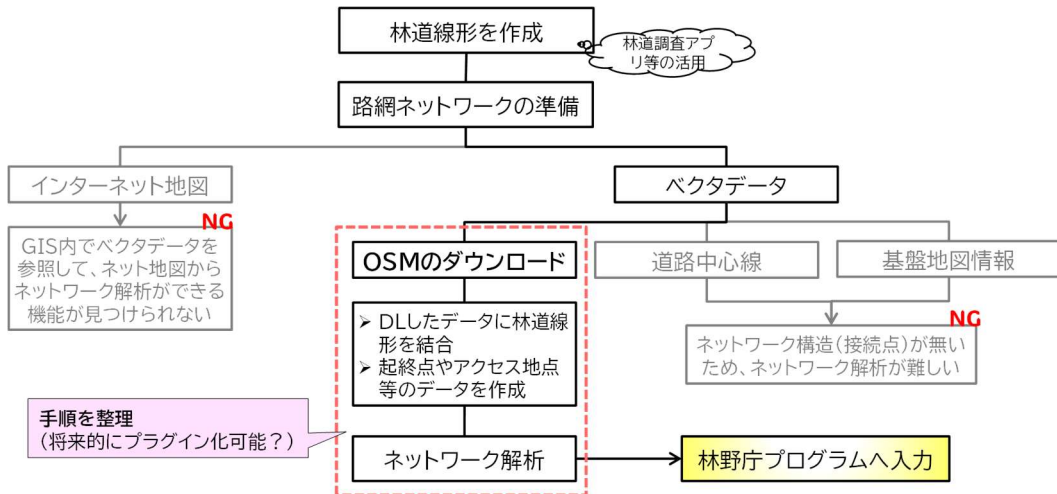 林道線形を作成
林道調査アプ
リ等の活用
路網ネットワークの準備
インターネット地図
ベクタデータ
NG
GIS内でベクタデータを
参照して、ネット地図から
ネットワーク解析ができる
機能が見つけられない
OSMのダウンロード
道路中心線
基盤地図情報
➤ DLしたデータに林道線
形を結合
➤ 起終点やアクセス地点
等のデータを作成
NG
ネットワーク構造(接続点)が無い
ため、ネットワーク解析が難しい
手順を整理
(将来的にプラグイン化可能?)
ネットワーク解析
林野庁プログラムへ入力